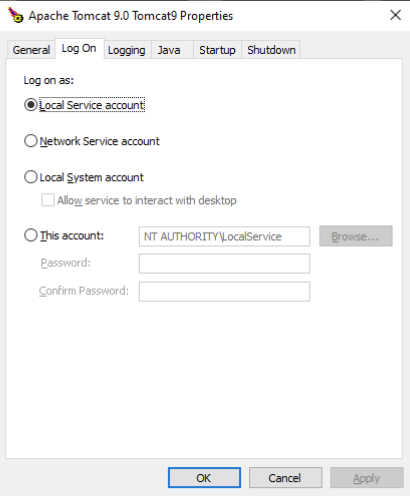 Apache Tomcat 9.0 Tomcat9 Properties
General Log On Logging Java Startup Shutdown
Log on as:
Local Service account
Network Service account
Local System account
Allow service to interact with desktop
This account: NT AUTHORITY\LocalService Browse...
Password:
Confirm Password:
OK Cancel Apply